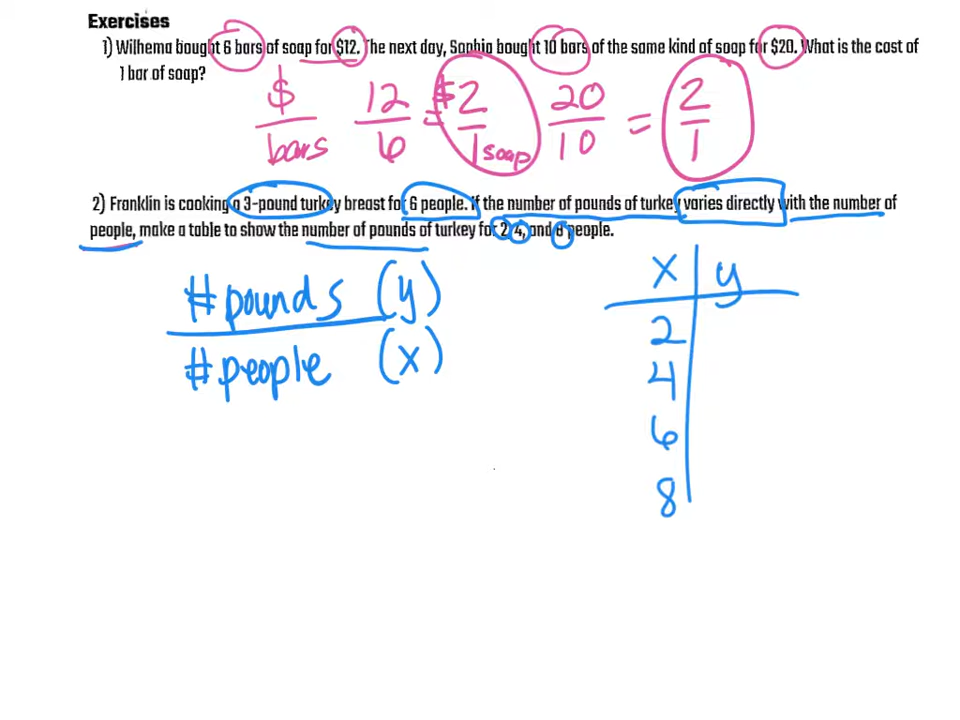 Exercises
1) Wilhema bought 6 bars of soap for $12. The next day, Sophia bought 10 bars of the same kind of soap for $20. What is the cost of
1 bar of soap?
$ / bars 12 / 6 = $2 / 1 soap 20 / 10 = 2 / 1
2) Franklin is cooking a 3-pound turkey breast for 6 people. If the number of pounds of turkey varies directly with the number of
people, make a table to show the number of pounds of turkey for 2, 4, and 8 people.
x y
#pounds (y)
#people (x)
2
4
6
8